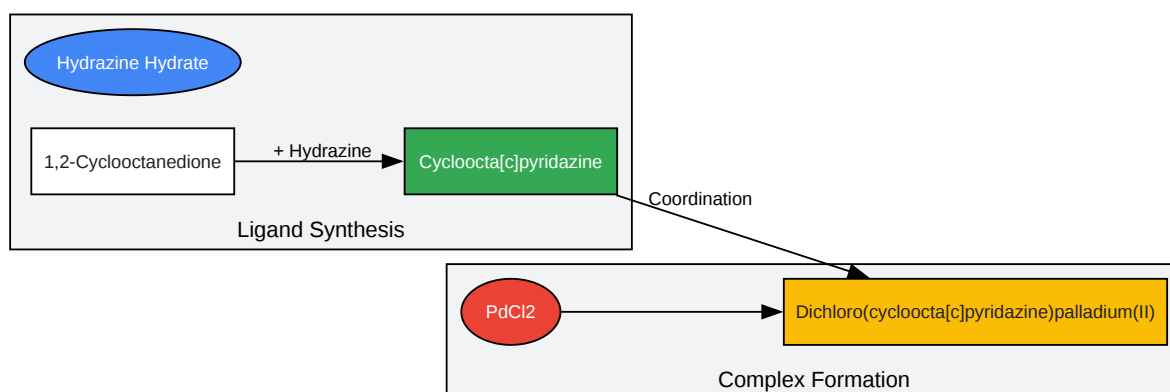 Hydrazine Hydrate
1,2-Cyclooctanedione
+ Hydrazine
Cycloocta[c]pyridazine
Ligand Synthesis
Coordination
PdCl2
Dichloro(cycloocta[c]pyridazine)palladium(II)
Complex Formation